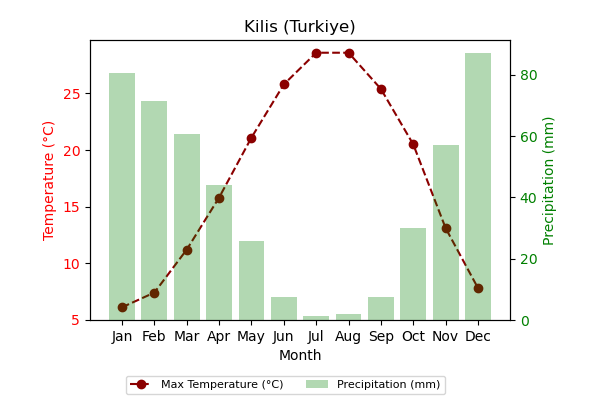 Kilis (Turkiye)
Temperature (°C)
25
20
15
10
5
80
60
40
20
0
Precipitation (mm)
Jan Feb Mar Apr May Jun Jul Aug Sep Oct Nov Dec
Month
Max Temperature (°C) Precipitation (mm)